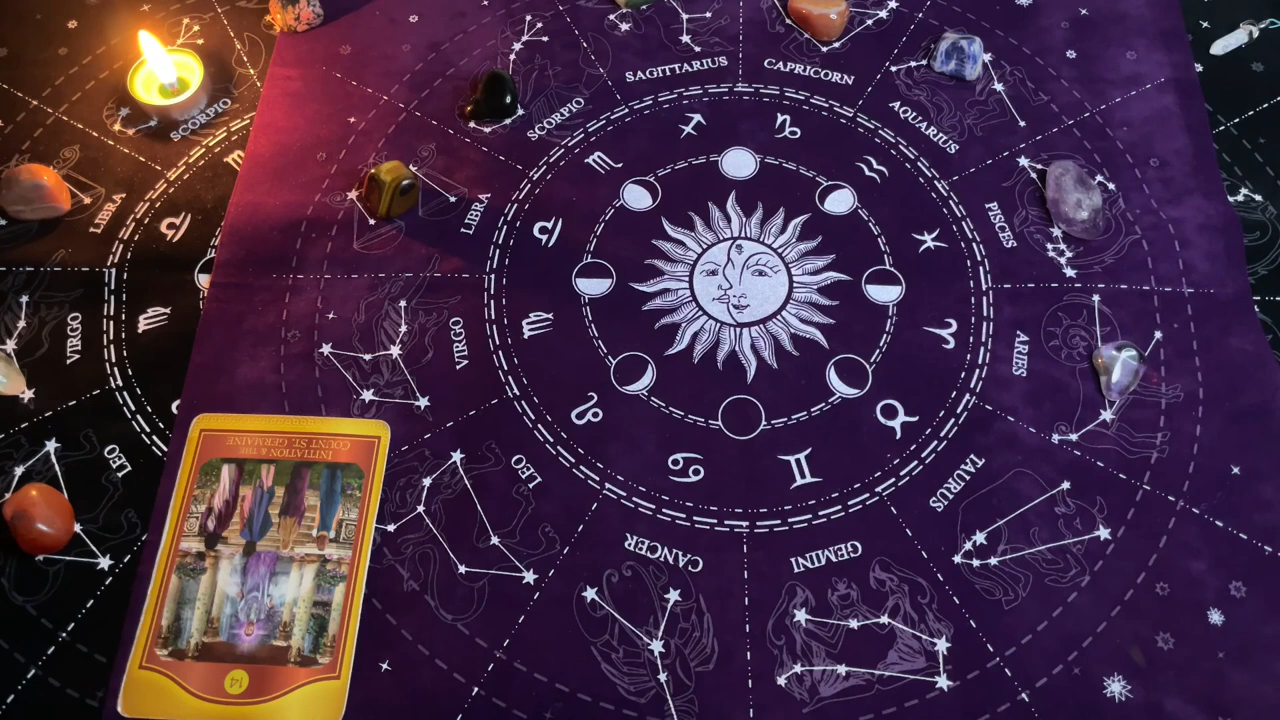 SAGITTARIUS
CAPRICORN
AQUARIUS
PISCES
ARIES
TAURUS
GEMINI
CANCER
LEO
VIRGO
LIBRA
SCORPIO
SCORPIO
LIBRA
VIRGO
LEO
14
INITIATION & THE
COUNT ST. GERMAINE